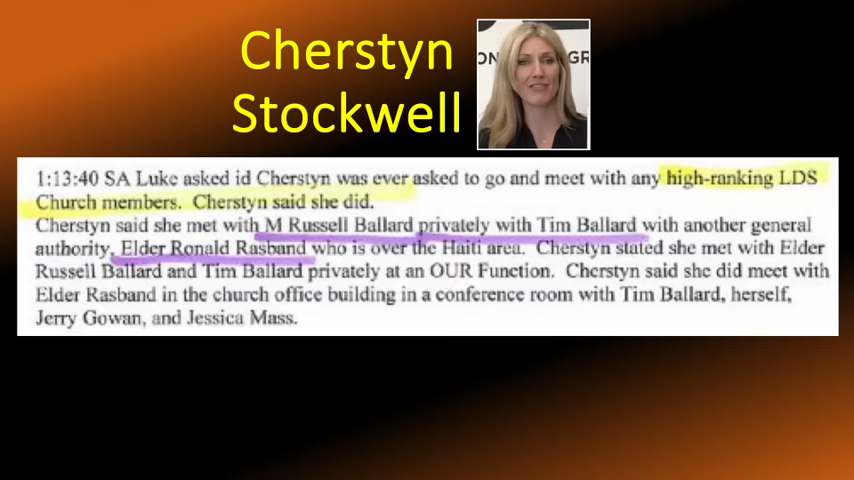 Cherstyn
Stockwell
ON
GR
1:13:40 SA Luke asked id Cherstyn was ever asked to go and meet with any high-ranking LDS
Church members. Cherstyn said she did.
Cherstyn said she met with M Russell Ballard privately with Tim Ballard with another general
authority, Elder Ronald Rasband who is over the Haiti area. Cherstyn stated she met with Elder
Russell Ballard and Tim Ballard privately at an OUR Function. Cherstyn said she did meet with
Elder Rasband in the church office building in a conference room with Tim Ballard, herself,
Jerry Gowan, and Jessica Mass.